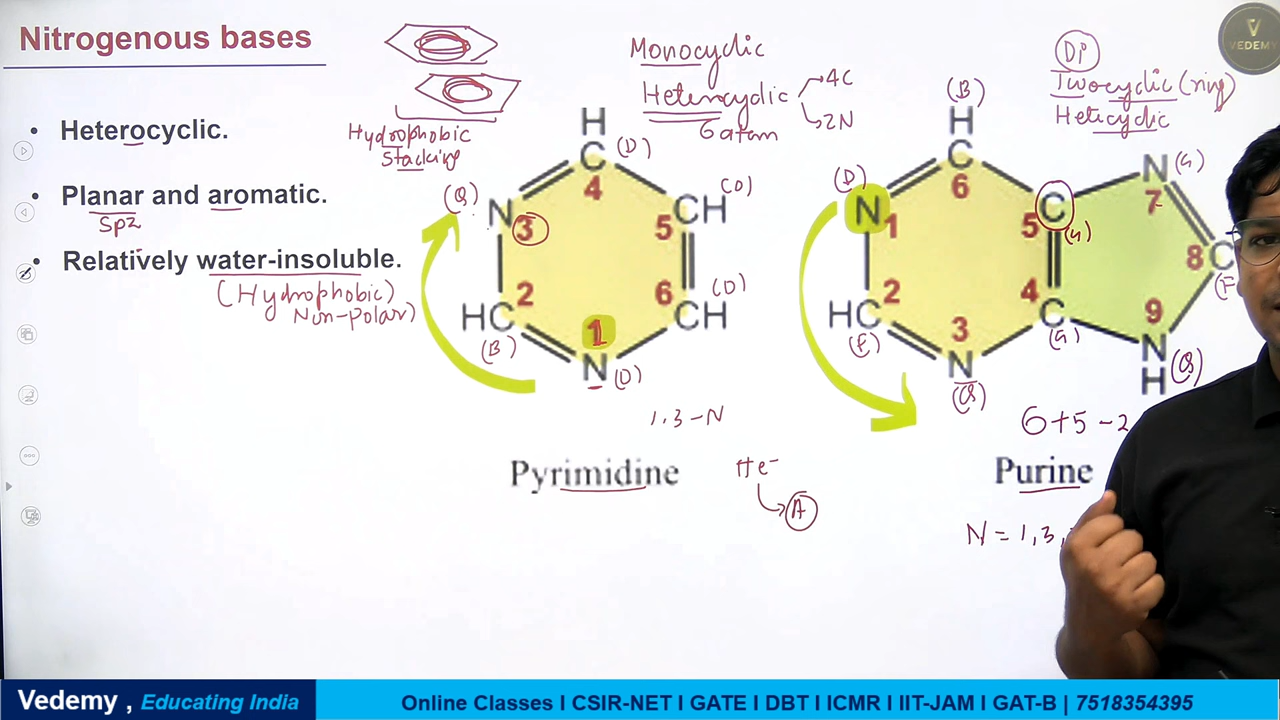 Nitrogenous bases
• Heterocyclic.
• Planar and aromatic.
Sp2
• Relatively water-insoluble.
(Hydrophobic)
Non-polar)
Hydrophobic
Stacking
Monocyclic
Heterocyclic
4C
2N
6 atom
H
C (D)
4
N
3
CH (D)
5
HC
2
(B)
6
CH (D)
1
N (D)
1,3-N
Pyrimidine
He-
A
Di
Twocyclic (ring)
Heticyclic
(B)
H
C
6
(D)
N
1
5
C
N
7
8
C
HC
2
(E)
3
N
4
C
9
N
H
6+5-2
Purine
N = 1,3,
VEDEMY
Vedemy , Educating India
Online Classes I CSIR-NET I GATE I DBT I ICMR I IIT-JAM I GAT-B | 7518354395